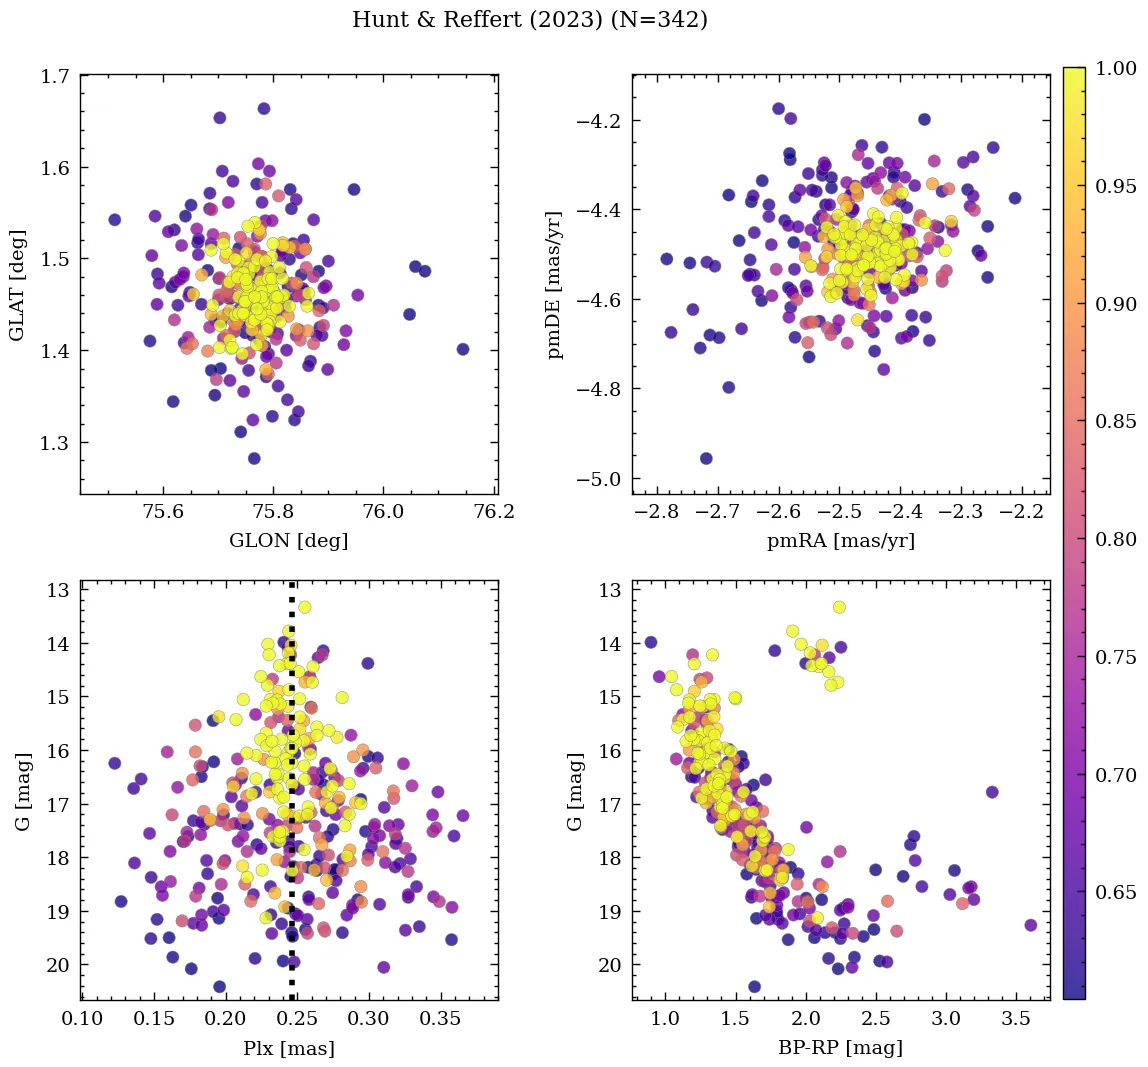 Hunt & Reffert (2023) (N=342)
1.7
1.6
1.5
1.4
1.3
GLAT [deg]
75.6 75.8 76.0 76.2
GLON [deg]
−4.2
−4.4
−4.6
−4.8
−5.0
pmDE [mas/yr]
−2.8 −2.7 −2.6 −2.5 −2.4 −2.3 −2.2
pmRA [mas/yr]
1.00
0.95
0.90
0.85
0.80
0.75
0.70
0.65
13
14
15
16
17
18
19
20
G [mag]
0.10 0.15 0.20 0.25 0.30 0.35
Plx [mas]
13
14
15
16
17
18
19
20
G [mag]
1.0 1.5 2.0 2.5 3.0 3.5
BP-RP [mag]